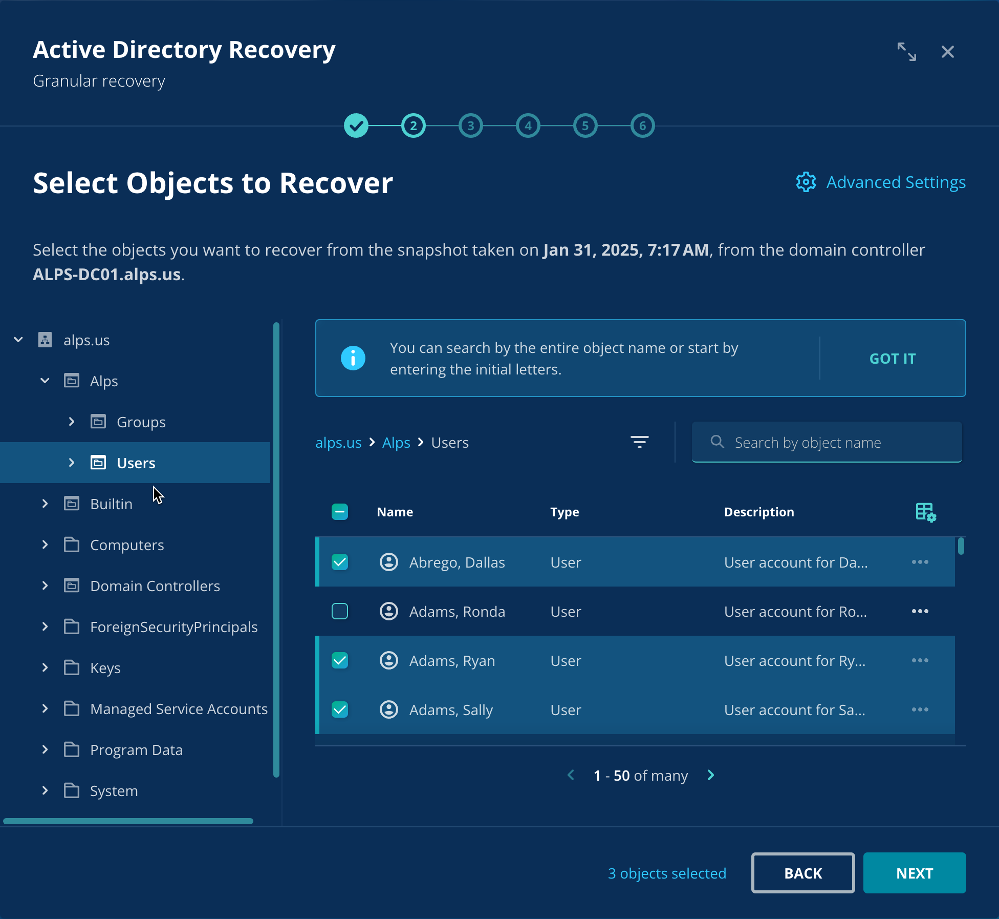 Active Directory Recovery
Granular recovery
2 3 4 5 6
Select Objects to Recover
Advanced Settings
Select the objects you want to recover from the snapshot taken on Jan 31, 2025, 7:17 AM, from the domain controller
ALPS-DC01.alps.us.
alps.us
Alps
Groups
Users
Builtin
Computers
Domain Controllers
ForeignSecurityPrincipals
Keys
Managed Service Accounts
Program Data
System
You can search by the entire object name or start by
entering the initial letters.
GOT IT
alps.us > Alps > Users
Search by object name
Name Type Description
Abrego, Dallas User User account for Da...
Adams, Ronda User User account for Ro...
Adams, Ryan User User account for Ry...
Adams, Sally User User account for Sa...
1 - 50 of many
3 objects selected
BACK
NEXT